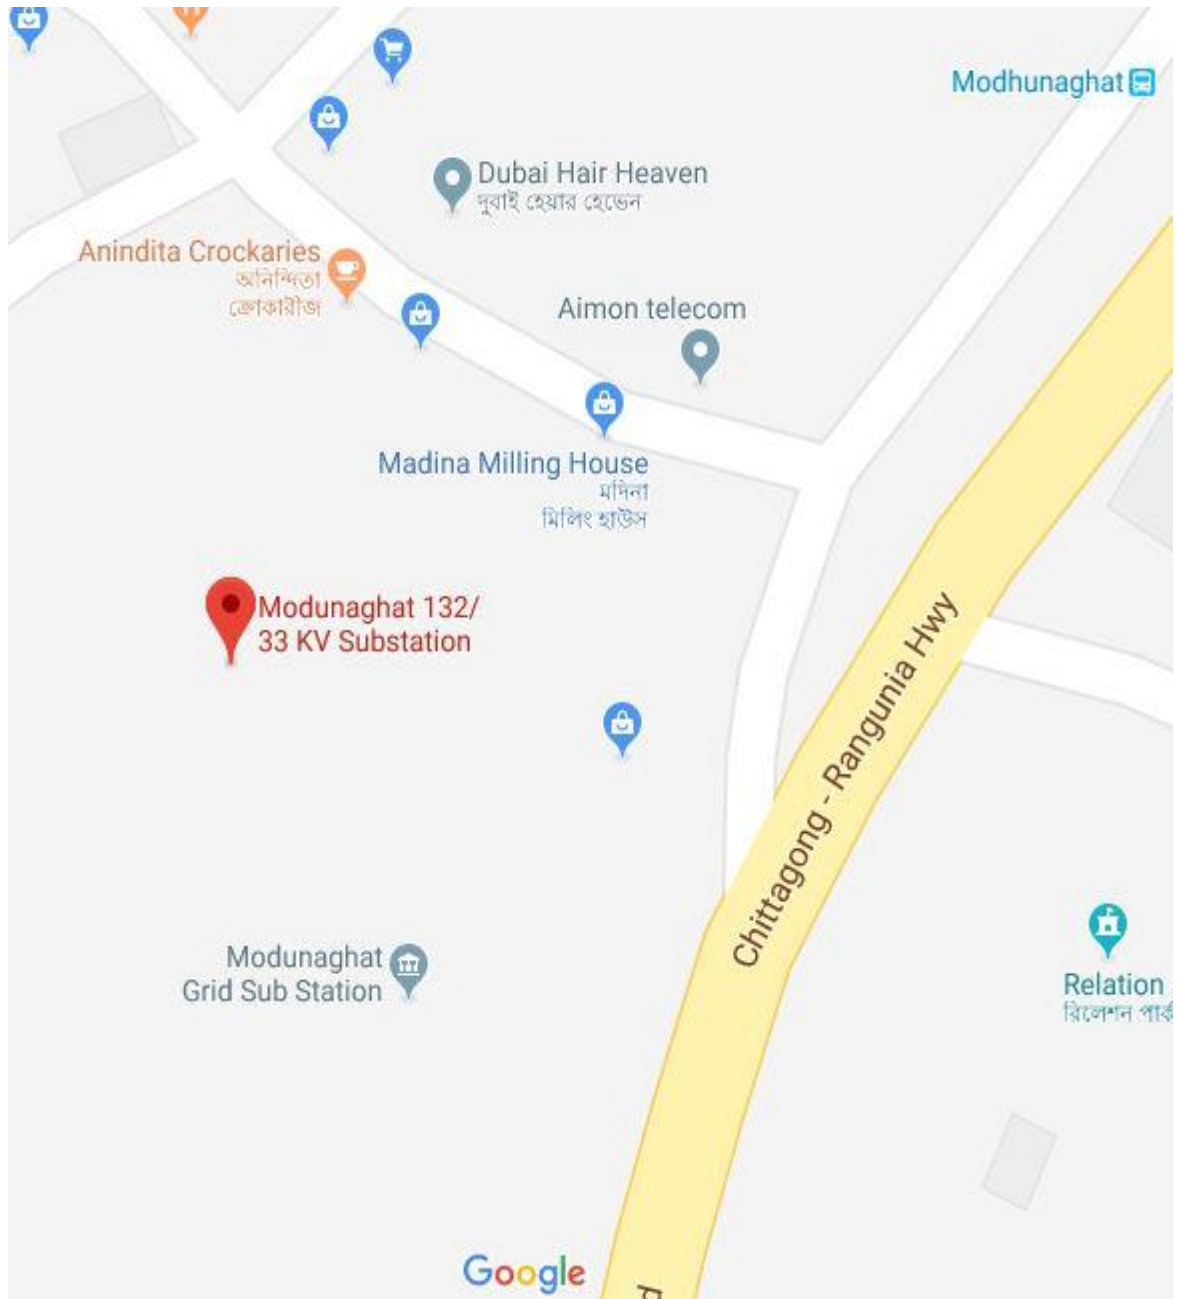 Modhunaghat
Dubai Hair Heaven
দুবাই হেয়ার হেভেন
Anindita Crockaries
অনিন্দিতা
ক্রোকারীজ
Aimon telecom
Madina Milling House
মদিনা
মিলিং হাউস
Modunaghat 132/
33 KV Substation
Chittagong - Rangunia Hwy
Modunaghat
Grid Sub Station
Relation
রিলেশন পার্ক
Google
d